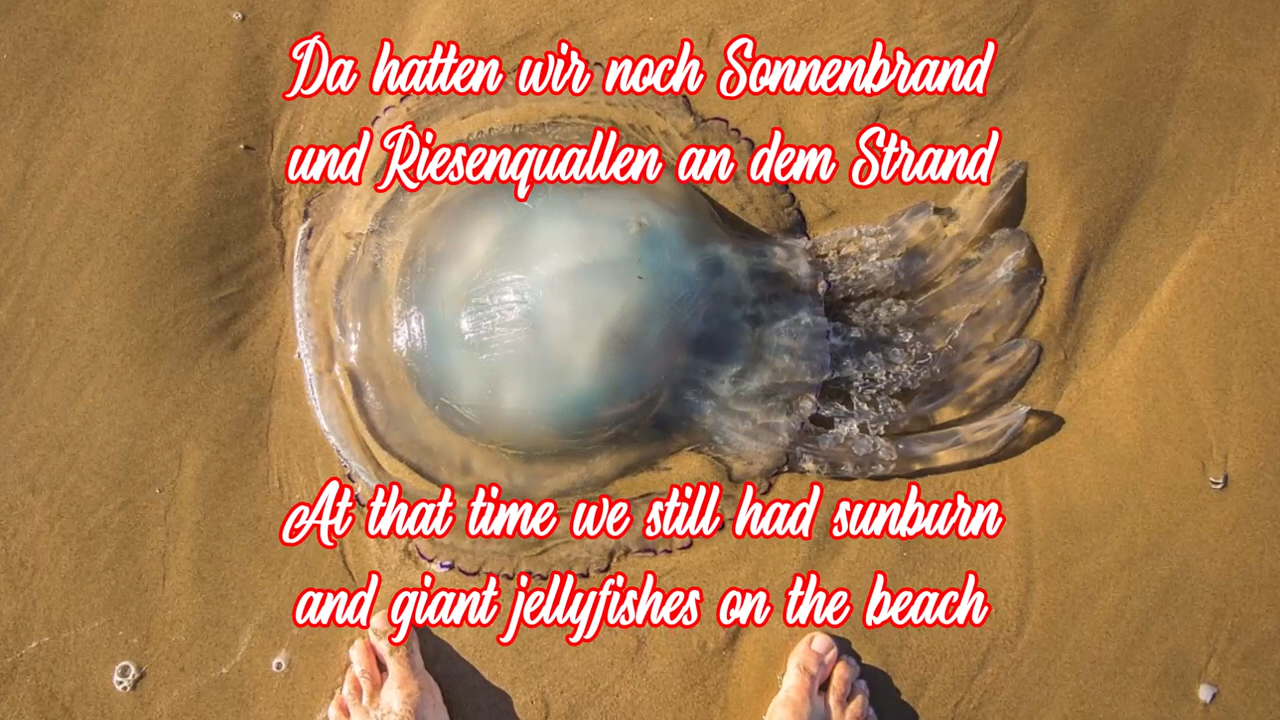 Da hatten wir noch Sonnenbrand
und Riesenquallen an dem Strand
At that time we still had sunburn
and giant jellyfishes on the beach